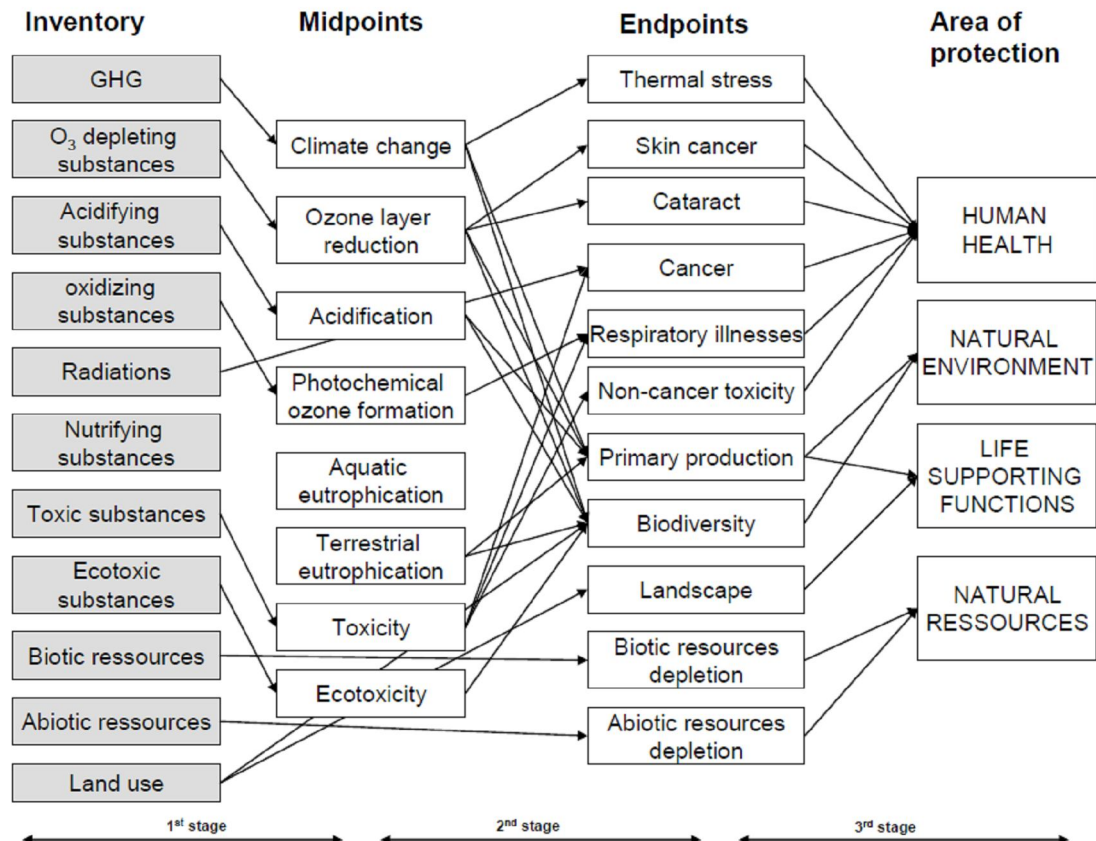 Inventory
GHG
O₃ depleting
substances
Acidifying
substances
oxidizing
substances
Radiations
Nutrifying
substances
Toxic substances
Ecotoxic
substances
Biotic ressources
Abiotic ressources
Land use
Midpoints
Climate change
Ozone layer
reduction
Acidification
Photochemical
ozone formation
Aquatic
eutrophication
Terrestrial
eutrophication
Toxicity
Ecotoxicity
Endpoints
Thermal stress
Skin cancer
Cataract
Cancer
Respiratory illnesses
Non-cancer toxicity
Primary production
Biodiversity
Landscape
Biotic resources
depletion
Abiotic resources
depletion
Area of
protection
HUMAN
HEALTH
NATURAL
ENVIRONMENT
LIFE
SUPPORTING
FUNCTIONS
NATURAL
RESSOURCES
1st stage
2nd stage
3rd stage